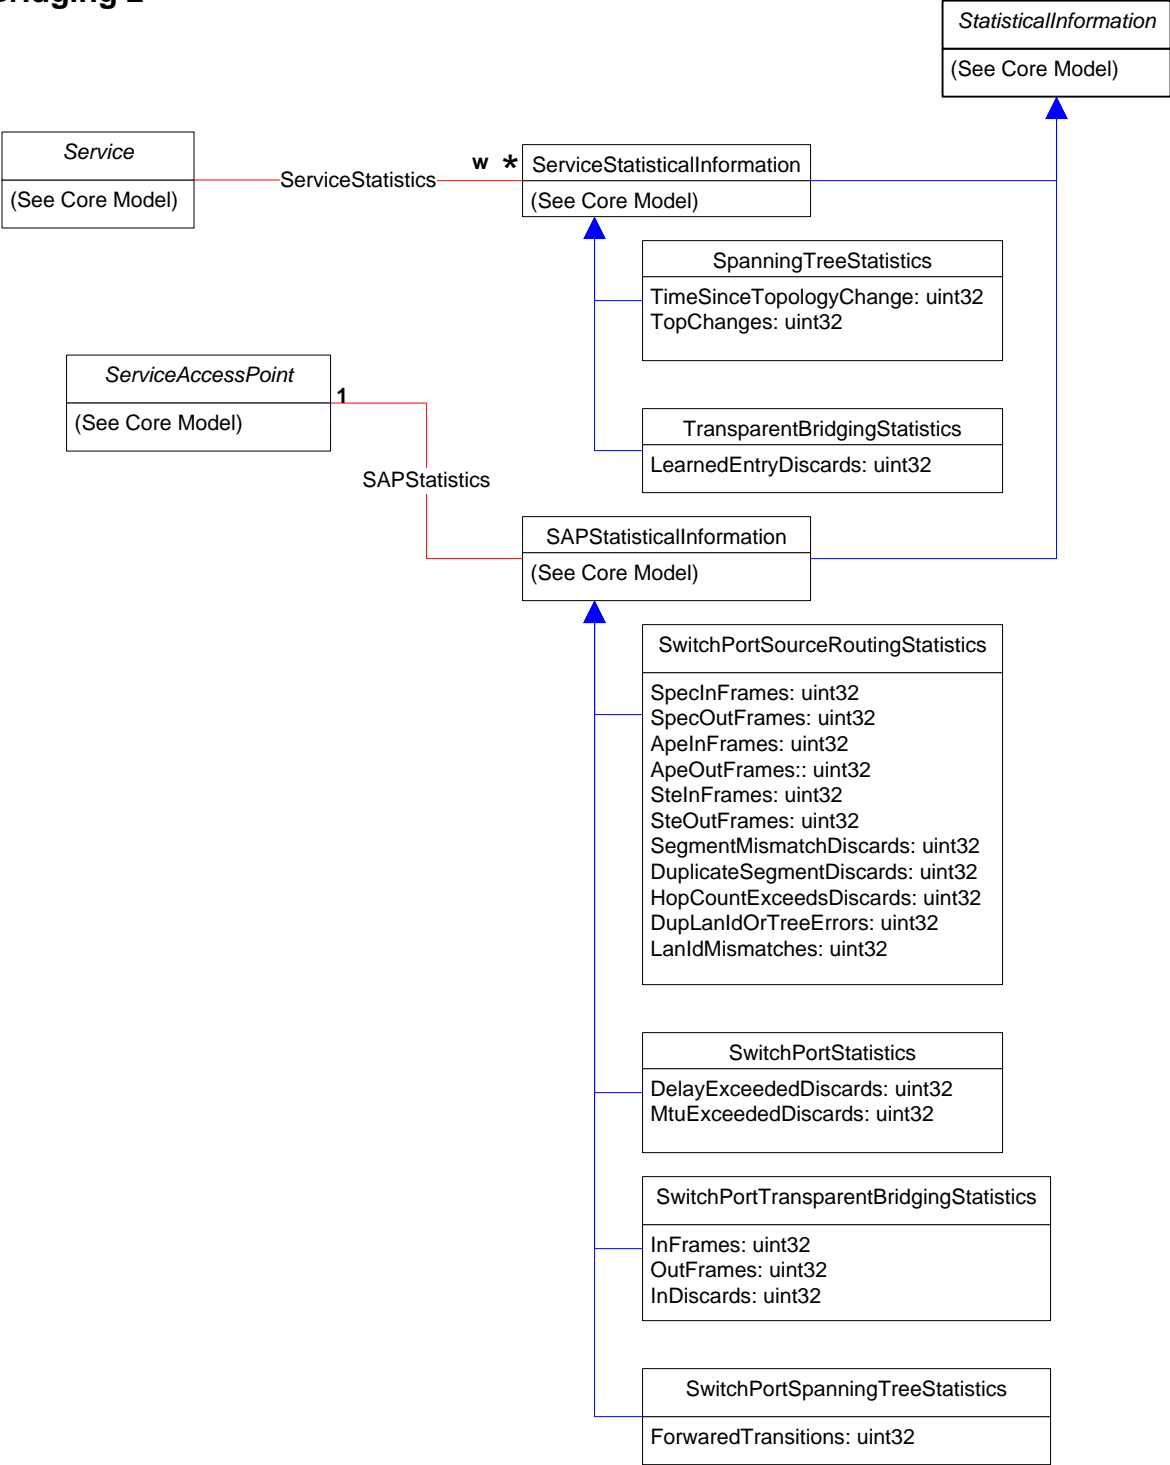 StatisticalInformation
(See Core Model)
Service
(See Core Model)
ServiceStatistics
w *
ServiceStatisticalInformation
(See Core Model)
SpanningTreeStatistics
TimeSinceTopologyChange: uint32
TopChanges: uint32
ServiceAccessPoint
(See Core Model)
1
SAPStatistics
TransparentBridgingStatistics
LearnedEntryDiscards: uint32
SAPStatisticalInformation
(See Core Model)
SwitchPortSourceRoutingStatistics
SpecInFrames: uint32
SpecOutFrames: uint32
ApeInFrames: uint32
ApeOutFrames:: uint32
SteInFrames: uint32
SteOutFrames: uint32
SegmentMismatchDiscards: uint32
DuplicateSegmentDiscards: uint32
HopCountExceedsDiscards: uint32
DupLanIdOrTreeErrors: uint32
LanIdMismatches: uint32
SwitchPortStatistics
DelayExceededDiscards: uint32
MtuExceededDiscards: uint32
SwitchPortTransparentBridgingStatistics
InFrames: uint32
OutFrames: uint32
InDiscards: uint32
SwitchPortSpanningTreeStatistics
ForwaredTransitions: uint32